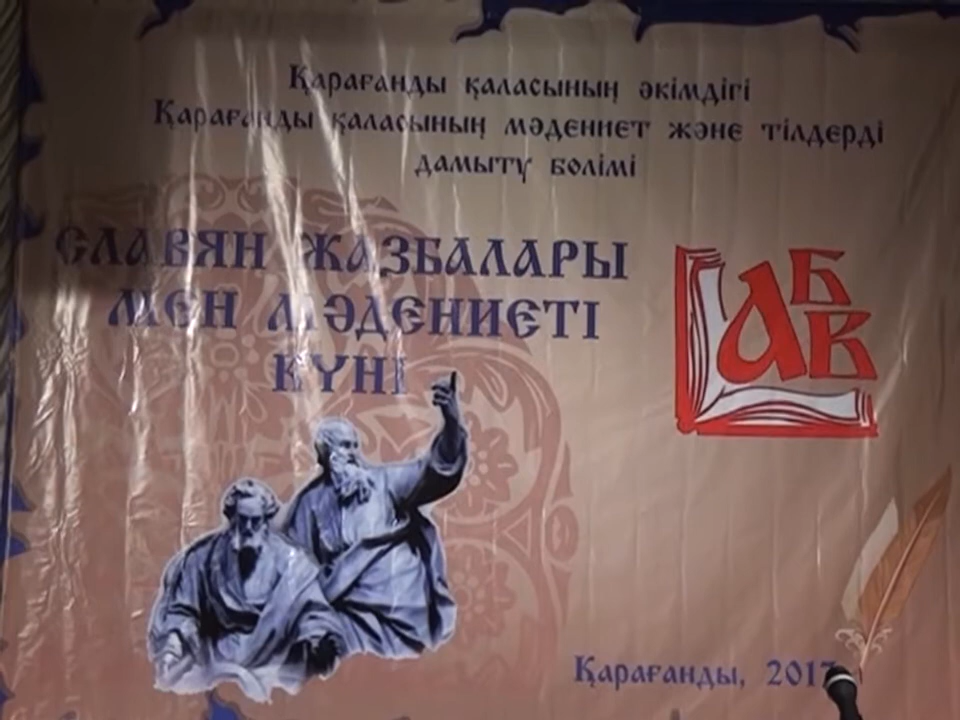 Қарағанды қаласының әкімдігі
Қарағанды қаласының мәдениет және тілдерді
дамыту бөлімі
СЛАВЯН ЖАЗБАЛАРЫ
МЕН МӘДЕНИЕТІ
КҮНІ
АБВ
Қарағанды, 2017